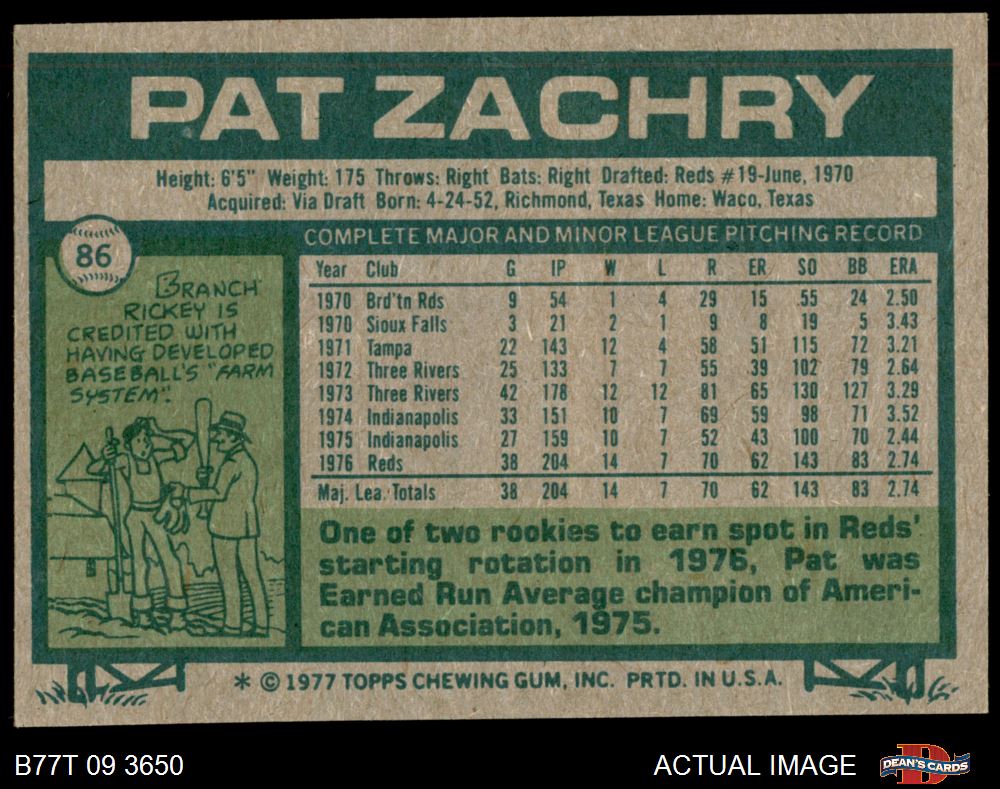 PAT ZACHRY
Height: 6'5" Weight: 175 Throws: Right Bats: Right Drafted: Reds #19-June, 1970
Acquired: Via Draft Born: 4-24-52, Richmond, Texas Home: Waco, Texas
86
BRANCH
RICKEY IS
CREDITED WITH
HAVING DEVELOPED
BASEBALL'S "FARM
SYSTEM".
COMPLETE MAJOR AND MINOR LEAGUE PITCHING RECORD
Year Club G IP W L R ER SO BB ERA
1970 Brd'tn Rds 9 54 1 4 29 15 55 24 2.50
1970 Sioux Falls 3 21 2 1 9 8 19 5 3.43
1971 Tampa 22 143 12 4 58 51 115 72 3.21
1972 Three Rivers 25 133 7 7 55 39 102 79 2.64
1973 Three Rivers 42 178 12 12 81 65 130 127 3.29
1974 Indianapolis 33 151 10 7 69 59 98 71 3.52
1975 Indianapolis 27 159 10 7 52 43 100 70 2.44
1976 Reds 38 204 14 7 70 62 143 83 2.74
Maj. Lea. Totals 38 204 14 7 70 62 143 83 2.74
One of two rookies to earn spot in Reds'
starting rotation in 1976, Pat was
Earned Run Average champion of Ameri-
can Association, 1975.
* © 1977 TOPPS CHEWING GUM, INC. PRTD. IN U.S.A.
B77T 09 3650
ACTUAL IMAGE
D
DEAN'S CARDS